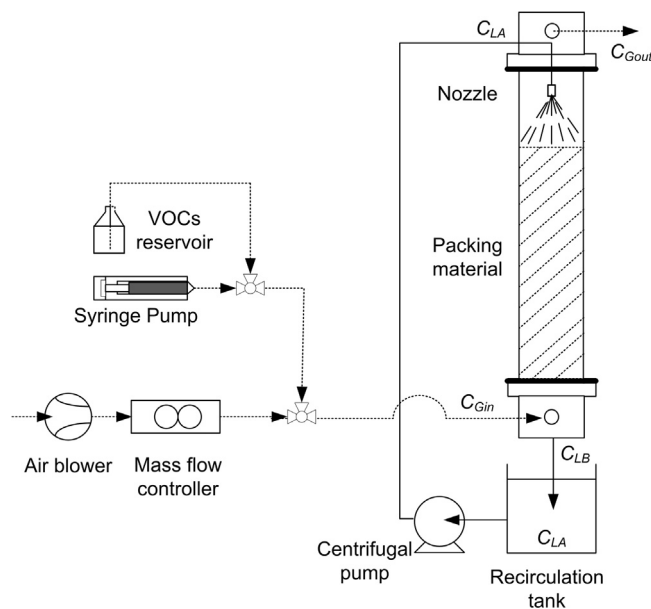 C_LA
C_Gout
Nozzle
VOCs
reservoir
Packing
material
Syringe Pump
C_Gin
Air blower
Mass flow
controller
C_LB
C_LA
Centrifugal
pump
Recirculation
tank